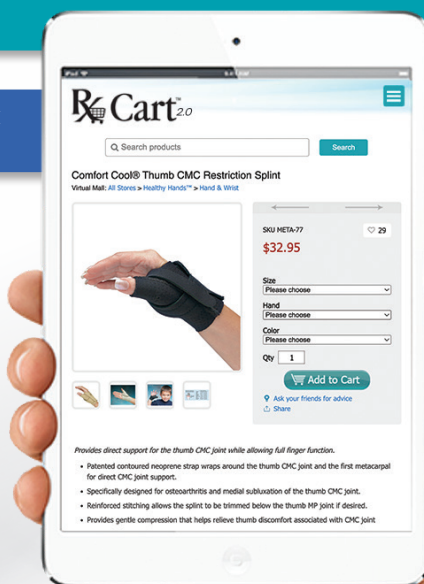 iPad
Rx Cart™ 2.0
Search products
Search
Comfort Cool® Thumb CMC Restriction Splint
Virtual Mall: All Stores > Healthy Hands™ > Hand & Wrist
SKU META-77
29
$32.95
Size
Please choose
Hand
Please choose
Color
Please choose
Qty 1
Add to Cart
Ask your friends for advice
Share
Provides direct support for the thumb CMC joint while allowing full finger function.
• Patented contoured neoprene strap wraps around the thumb CMC joint and the first metacarpal
for direct CMC joint support.
• Specifically designed for osteoarthritis and medial subluxation of the thumb CMC joint.
• Reinforced stitching allows the splint to be trimmed below the thumb MP joint if desired.
• Provides gentle compression that helps relieve thumb discomfort associated with CMC joint